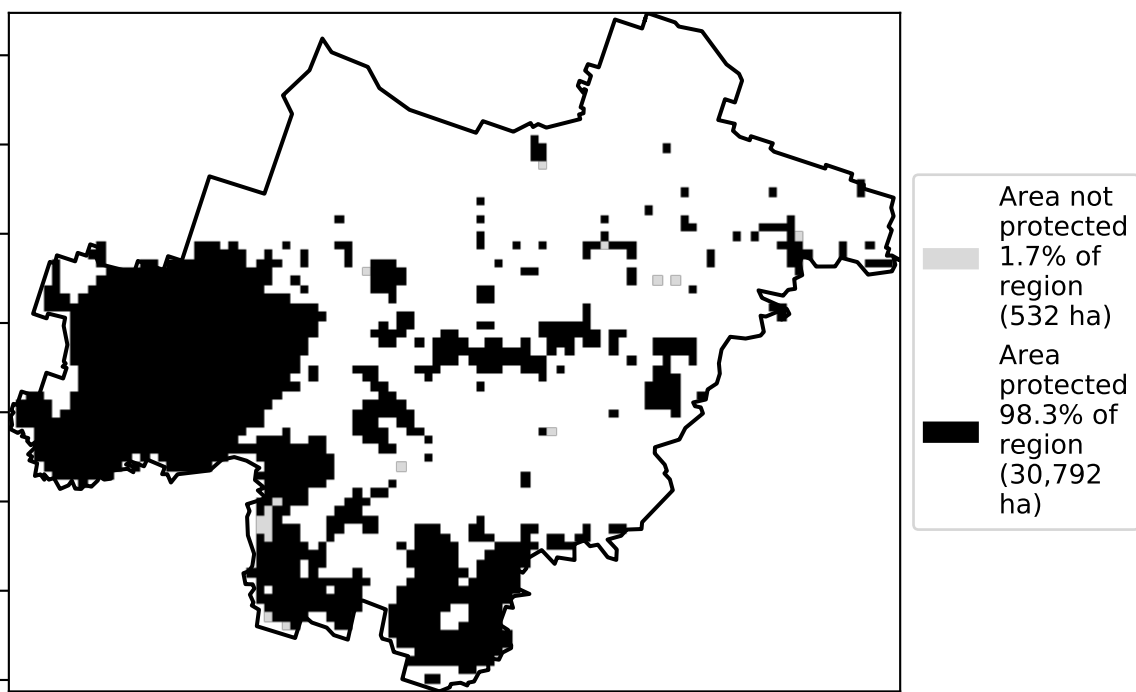 Area not
protected
1.7% of
region
(532 ha)
Area
protected
98.3% of
region
(30,792
ha)